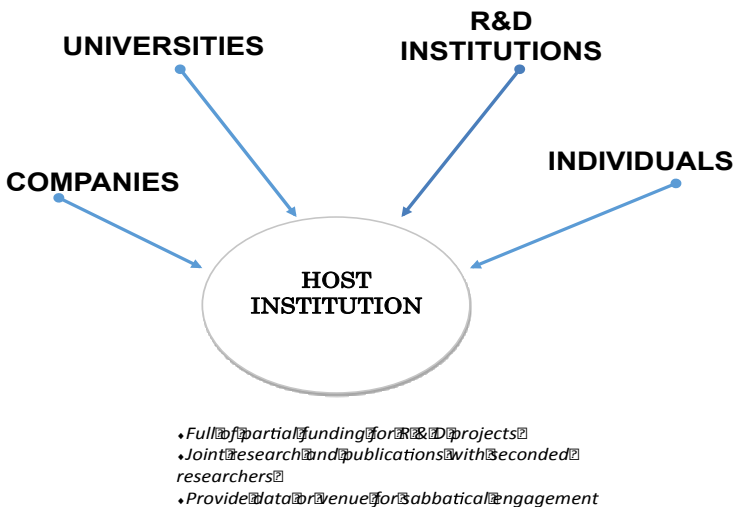 UNIVERSITIES
R&D
INSTITUTIONS
INDIVIDUALS
COMPANIES
HOST
INSTITUTION
⬥Full⍰of⍰partial⍰funding⍰for⍰R⍰&⍰D⍰projects⍰
⬥Joint⍰research⍰and⍰publications⍰with⍰seconded⍰
researchers⍰
⬥Provide⍰data⍰or⍰venue⍰for⍰sabbatical⍰engagement